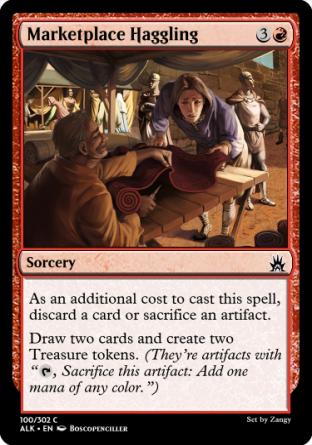 Marketplace Haggling 3
Sorcery
As an additional cost to cast this spell,
discard a card or sacrifice an artifact.
Draw two cards and create two
Treasure tokens. (They're artifacts with
“, Sacrifice this artifact: Add one
mana of any color.”)
100/302 C
ALK • EN BOSCOPENCILLER
Set by Zangy